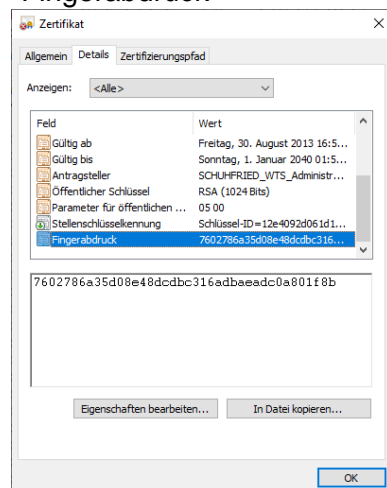 Fingerabdruck
Zertifikat
Allgemein Details Zertifizierungspfad
Anzeigen: <Alle>
Feld Wert
Gültig ab Freitag, 30. August 2013 16:5...
Gültig bis Sonntag, 1. Januar 2040 01:5...
Antragsteller SCHUHFRIED_WTS_Administr...
Öffentlicher Schlüssel RSA (1024 Bits)
Parameter für öffentlichen ... 05 00
Stellenschlüsselkennung Schlüssel-ID=12e4092d061d1...
Fingerabdruck 7602786a35d08e48dcdbc316...
7602786a35d08e48dcdbc316adbaeadc0a801f8b
Eigenschaften bearbeiten... In Datei kopieren...
OK